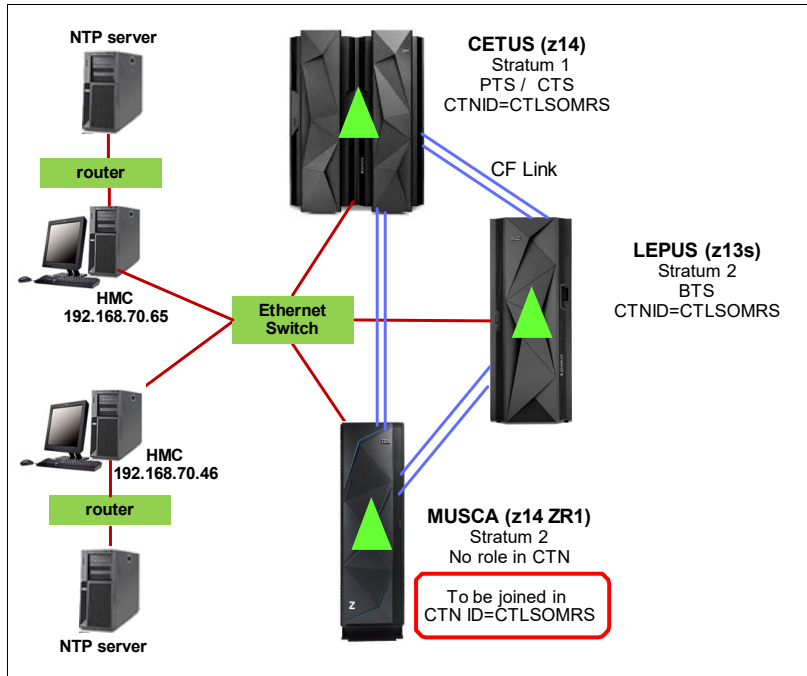 NTP server
router
HMC
192.168.70.65
CETUS (z14)
Stratum 1
PTS / CTS
CTNID=CTLSOMRS
CF Link
LEPUS (z13s)
Stratum 2
BTS
CTNID=CTLSOMRS
Ethernet
Switch
HMC
192.168.70.46
router
NTP server
MUSCA (z14 ZR1)
Stratum 2
No role in CTN
To be joined in
CTN ID=CTLSOMRS
Z